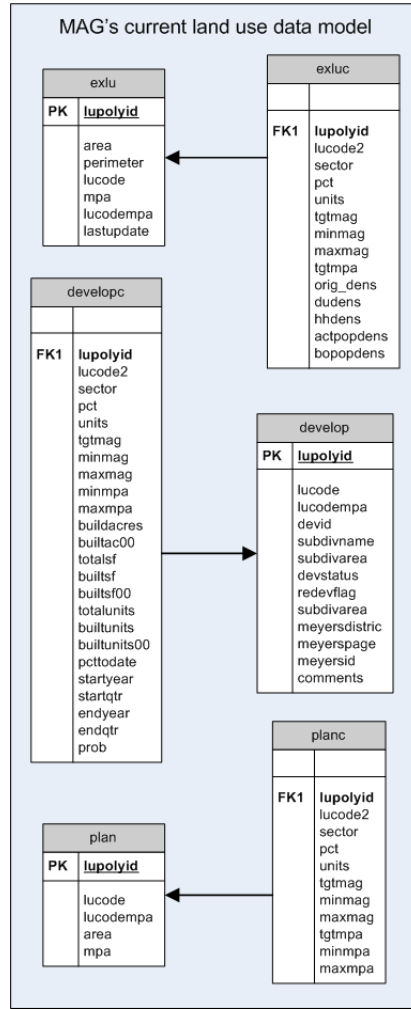 MAG's current land use data model
exlu
PK lupolyid
area
perimeter
lucode
mpa
lucodempa
lastupdate
exluc
FK1 lupolyid
lucode2
sector
pct
units
tgtmag
minmag
maxmag
tgtmpa
orig_dens
dudens
hhdens
actpopdens
bopopdens
developc
FK1 lupolyid
lucode2
sector
pct
units
tgtmag
minmag
maxmag
minmpa
maxmpa
buildacres
builtac00
totalsf
builtsf
builtsf00
totalunits
builtunits
builtunits00
pcttodate
startyear
startqtr
endyear
endqtr
prob
develop
PK lupolyid
lucode
lucodempa
devid
subdivname
subdivarea
devstatus
redevflag
subdivarea
meyersdistric
meyerspage
meyersid
comments
planc
FK1 lupolyid
lucode2
sector
pct
units
tgtmag
minmag
maxmag
tgtmpa
minmpa
maxmpa
plan
PK lupolyid
lucode
lucodempa
area
mpa